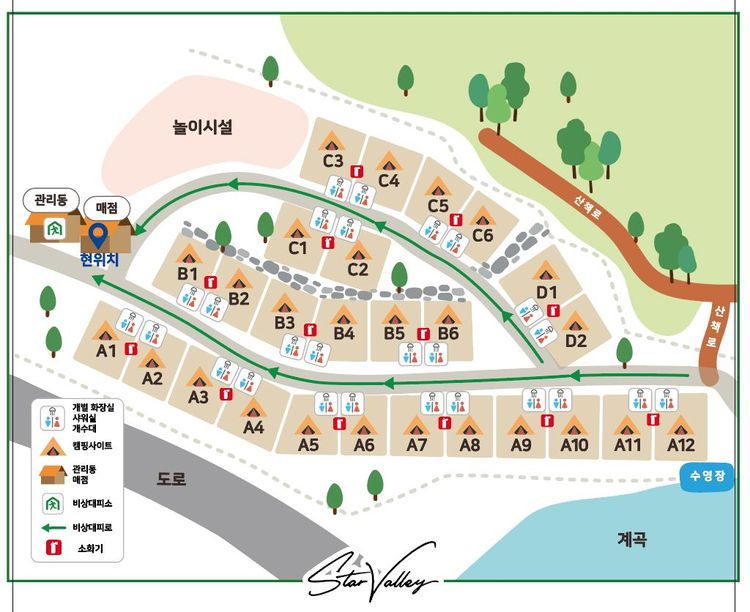 놀이시설
관리동
매점
현위치
산책로
산책로
C3
C4
C5
C6
C1
C2
B1
B2
B3
B4
B5
B6
D1
D2
A1
A2
A3
A4
A5
A6
A7
A8
A9
A10
A11
A12
개별 화장실
샤워실
개수대
캠핑사이트
관리동
매점
비상대피소
비상대피로
소화기
도로
수영장
계곡
Star Valley